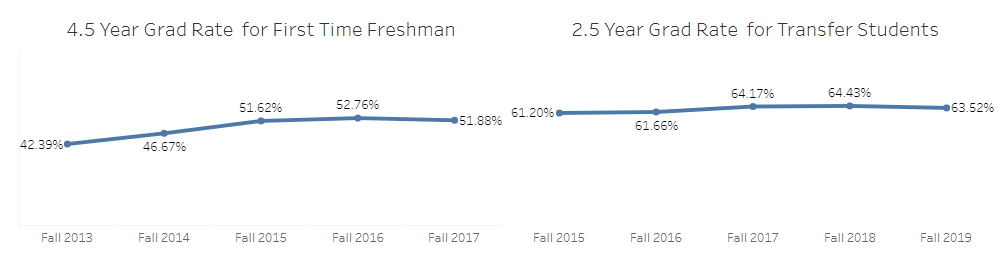 4.5 Year Grad Rate for First Time Freshman
42.39%
46.67%
51.62%
52.76%
51.88%
Fall 2013
Fall 2014
Fall 2015
Fall 2016
Fall 2017
2.5 Year Grad Rate for Transfer Students
61.20%
61.66%
64.17%
64.43%
63.52%
Fall 2015
Fall 2016
Fall 2017
Fall 2018
Fall 2019